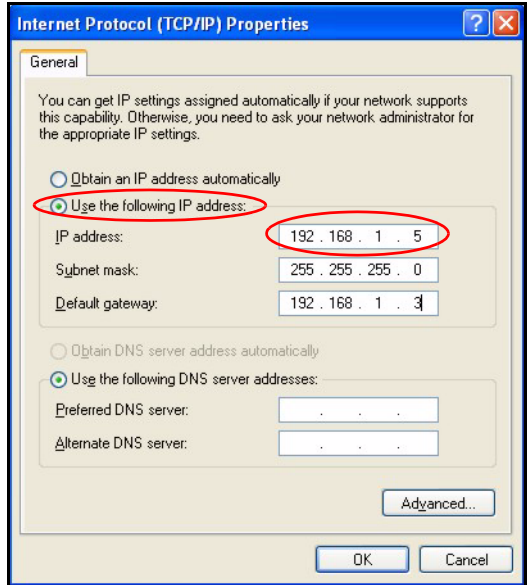 Internet Protocol (TCP/IP) Properties
General
You can get IP settings assigned automatically if your network supports
this capability. Otherwise, you need to ask your network administrator for
the appropriate IP settings.
Obtain an IP address automatically
Use the following IP address:
IP address: 192 . 168 . 1 . 5
Subnet mask: 255 . 255 . 255 . 0
Default gateway: 192 . 168 . 1 . 3
Obtain DNS server address automatically
Use the following DNS server addresses:
Preferred DNS server: . . .
Alternate DNS server: . . .
Advanced...
OK Cancel